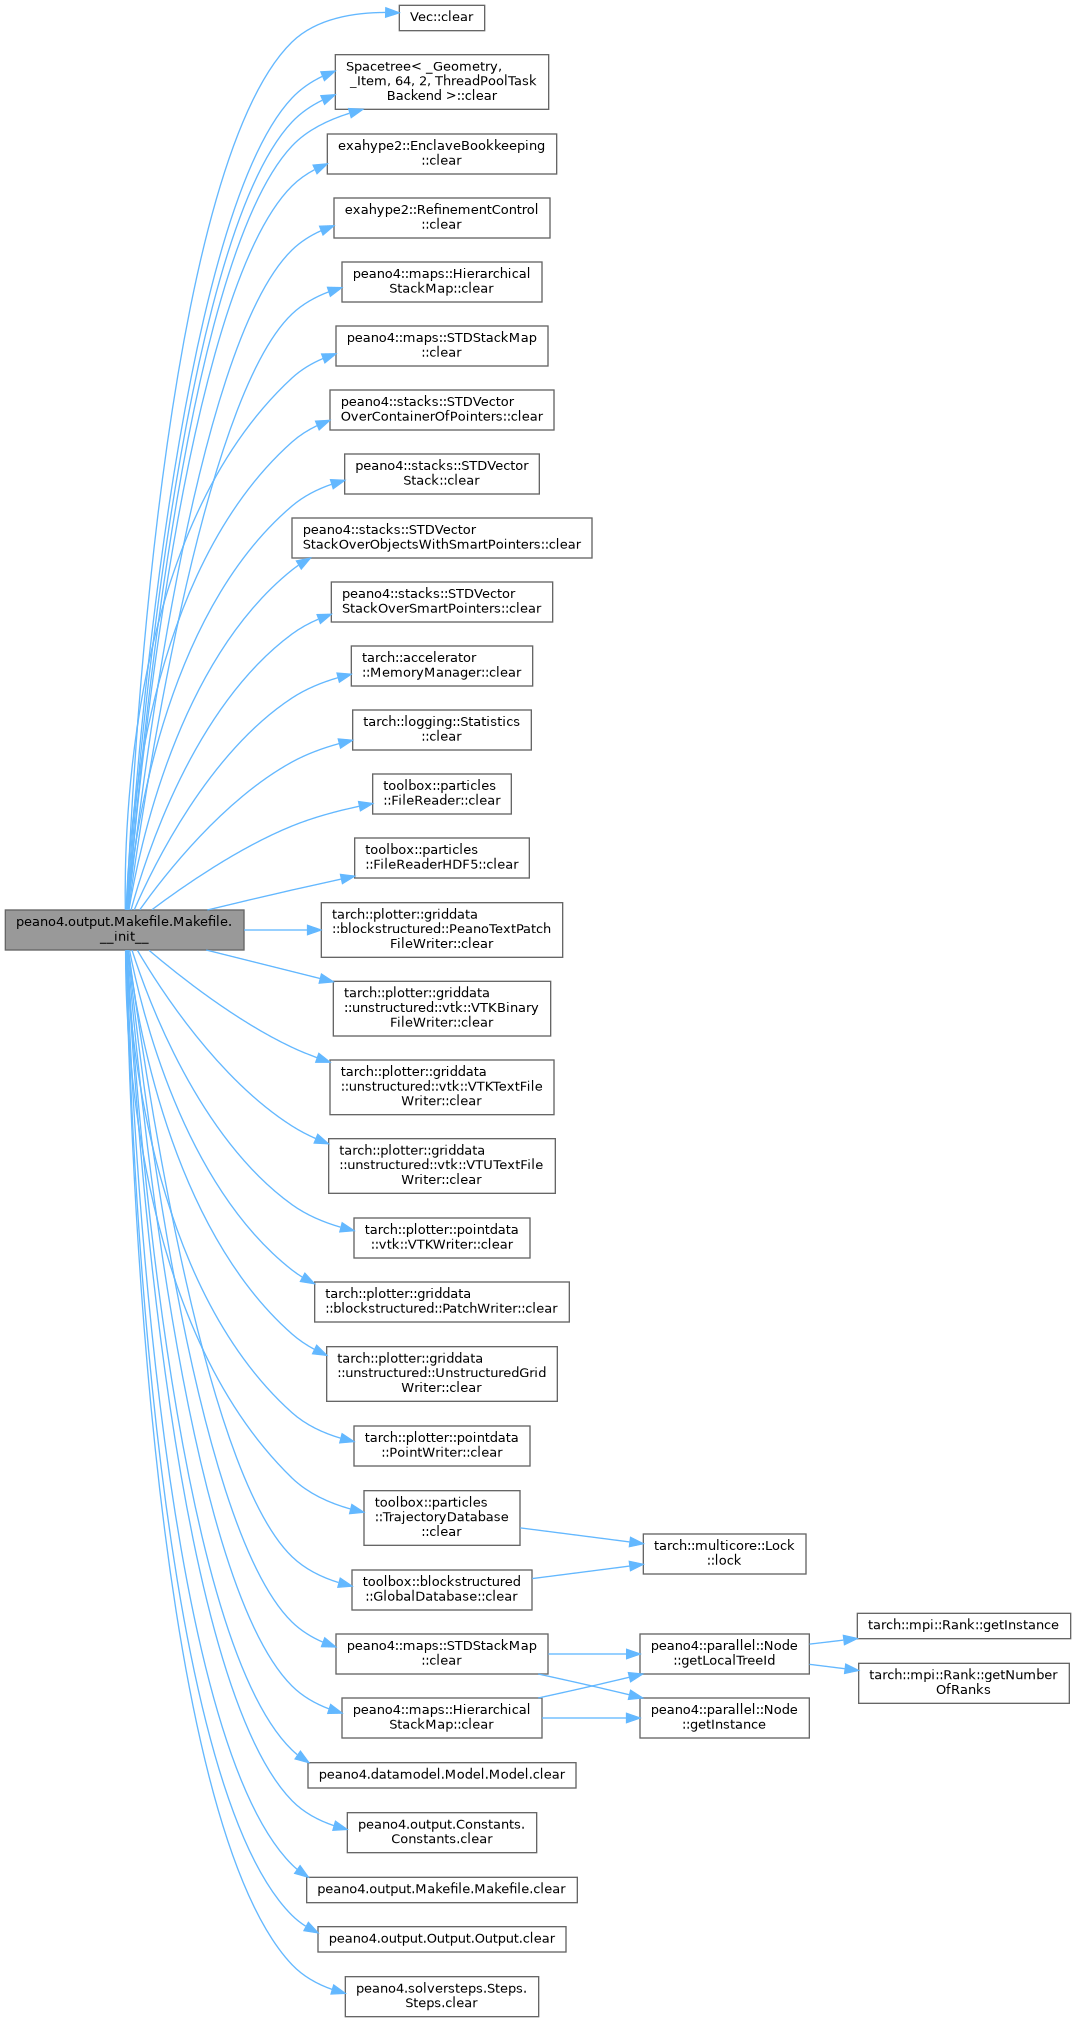 Vec::clear
Spacetree< _Geometry,
_Item, 64, 2, ThreadPoolTask
Backend >::clear
exahype2::EnclaveBookkeeping
::clear
exahype2::RefinementControl
::clear
peano4::maps::Hierarchical
StackMap::clear
peano4::maps::STDStackMap
::clear
peano4::stacks::STDVector
OverContainerOfPointers::clear
peano4::stacks::STDVector
Stack::clear
peano4::stacks::STDVector
StackOverObjectsWithSmartPointers::clear
peano4::stacks::STDVector
StackOverSmartPointers::clear
tarch::accelerator
::MemoryManager::clear
tarch::logging::Statistics
::clear
toolbox::particles
::FileReader::clear
toolbox::particles
::FileReaderHDF5::clear
peano4.output.Makefile.Makefile.
__init__
tarch::plotter::griddata
::blockstructured::PeanoTextPatch
FileWriter::clear
tarch::plotter::griddata
::unstructured::vtk::VTKBinary
FileWriter::clear
tarch::plotter::griddata
::unstructured::vtk::VTKTextFile
Writer::clear
tarch::plotter::griddata
::unstructured::vtk::VTUTextFile
Writer::clear
tarch::plotter::pointdata
::vtk::VTKWriter::clear
tarch::plotter::griddata
::blockstructured::PatchWriter::clear
tarch::plotter::griddata
::unstructured::UnstructuredGrid
Writer::clear
tarch::plotter::pointdata
::PointWriter::clear
toolbox::particles
::TrajectoryDatabase
::clear
tarch::multicore::Lock
::lock
toolbox::blockstructured
::GlobalDatabase::clear
peano4::maps::STDStackMap
::clear
peano4::parallel::Node
::getLocalTreeId
tarch::mpi::Rank::getInstance
tarch::mpi::Rank::getNumber
OfRanks
peano4::maps::Hierarchical
StackMap::clear
peano4::parallel::Node
::getInstance
peano4.datamodel.Model.Model.clear
peano4.output.Constants.
Constants.clear
peano4.output.Makefile.Makefile.clear
peano4.output.Output.Output.clear
peano4.solversteps.Steps.
Steps.clear